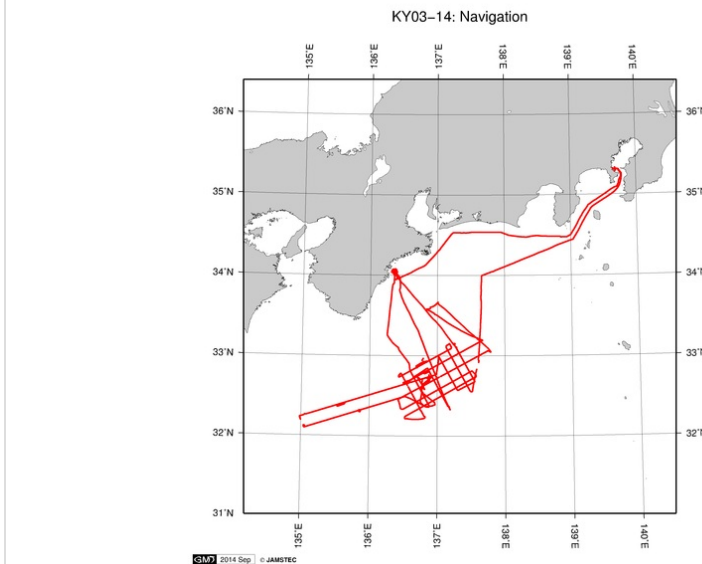 KY03−14: Navigation
135˚E 136˚E 137˚E 138˚E 139˚E 140˚E
36˚N 36˚N
35˚N 35˚N
34˚N 34˚N
33˚N 33˚N
32˚N 32˚N
31˚N
135˚E 136˚E 137˚E 138˚E 139˚E 140˚E
GMD 2014 Sep © JAMSTEC